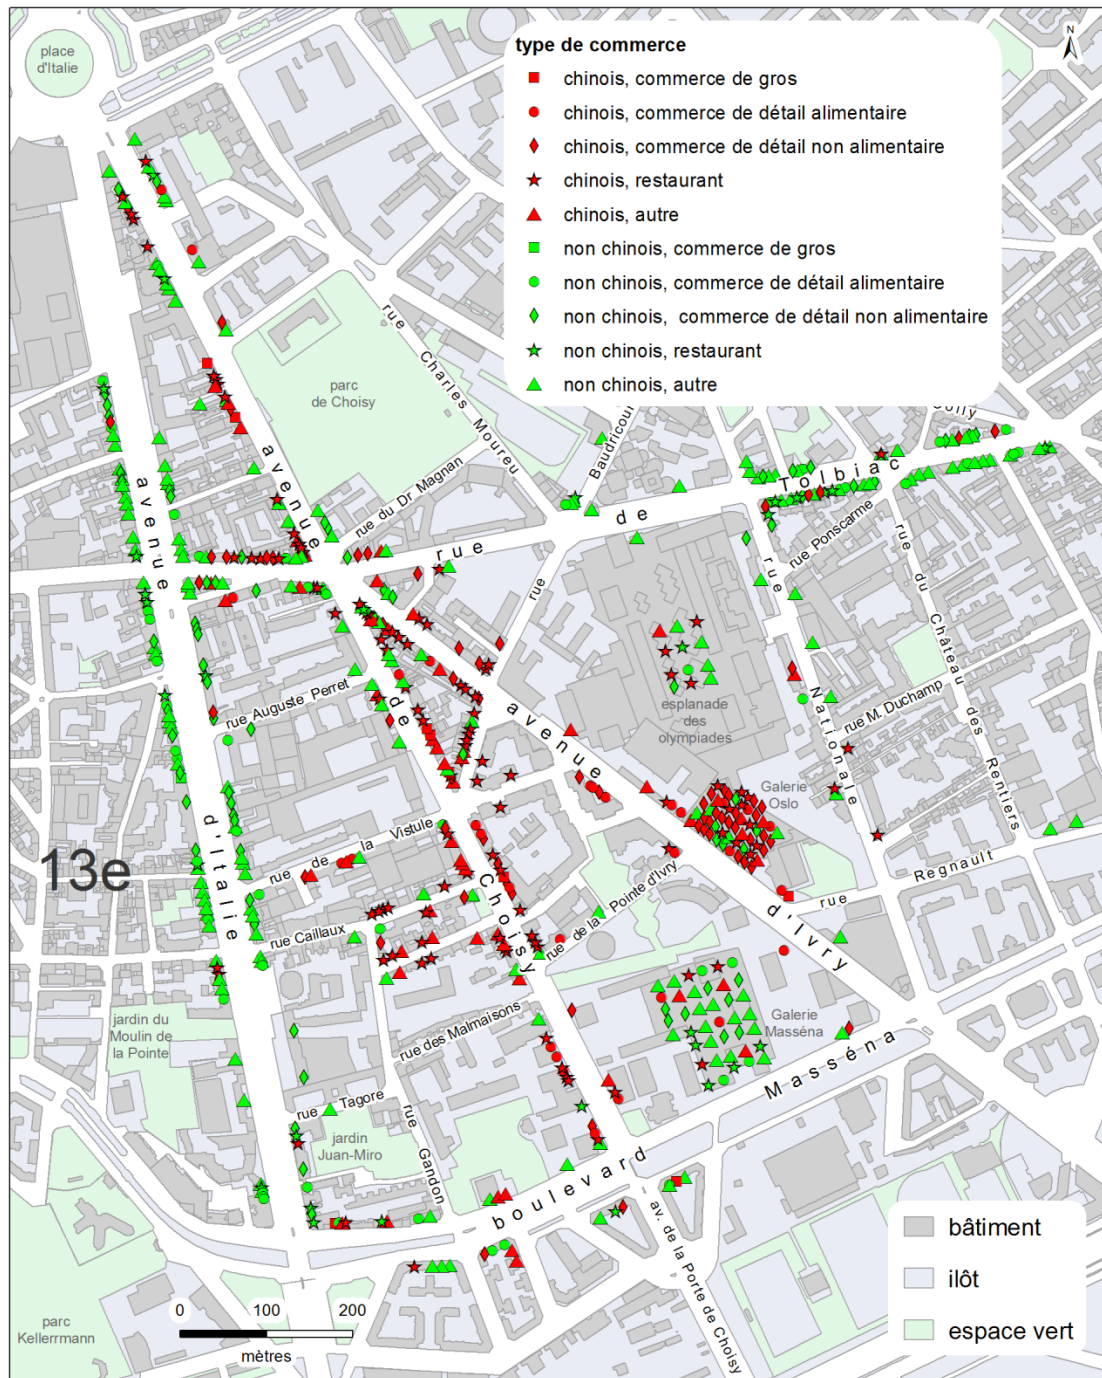 place
d'Italie
N
type de commerce
chinois, commerce de gros
chinois, commerce de détail alimentaire
chinois, commerce de détail non alimentaire
chinois, restaurant
chinois, autre
non chinois, commerce de gros
non chinois, commerce de détail alimentaire
non chinois, commerce de détail non alimentaire
non chinois, restaurant
non chinois, autre
rue Charles Moureu
parc
de Choisy
Baudricour
avenue
rue du Dr Magnan
avenue
Tolbiac
de
rue
rue Ponscarme
rue
rue
rue du Château des Rentiers
Nationale
rue M. Duchamp
esplanade
des
olympiades
rue Auguste Perret
de
avenue
Galerie
Oslo
d'Italie
rue de la Vistule
13e
Choisy
rue Regnault
rue de la Pointe d'Ivry
d'Ivry
rue Caillaux
Galerie
Masséna
jardin du
Moulin de
la Pointe
rue des Malmaisons
Masséna
rue Tagore
jardin
Juan-Miro
rue Gandon
boulevard
av. de la Porte de Choisy
bâtiment
ilôt
espace vert
0 100 200
mètres
parc
Kellerrmann